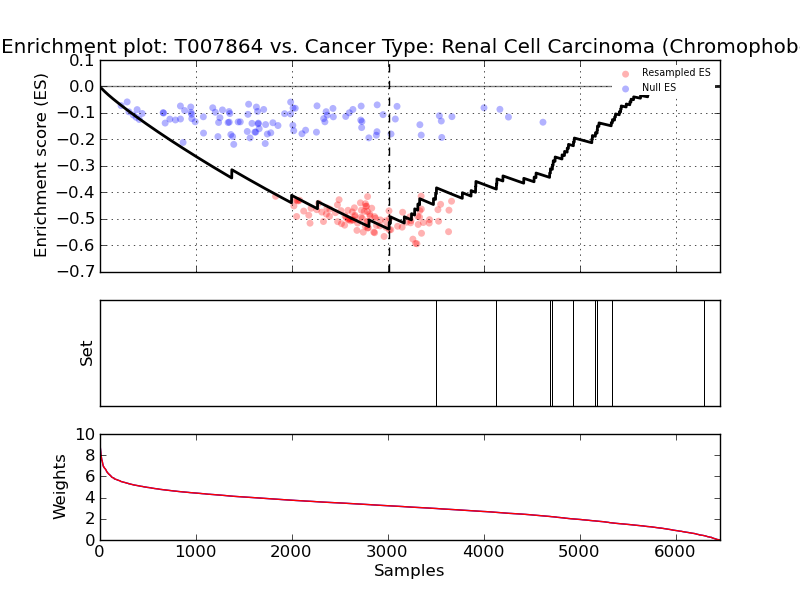 Enrichment plot: T007864 vs. Cancer Type: Renal Cell Carcinoma (Chromophob
Enrichment score (ES)
0.1
0.0
−0.1
−0.2
−0.3
−0.4
−0.5
−0.6
−0.7
Resampled ES
Null ES
Set
Weights
10
8
6
4
2
0
0 1000 2000 3000 4000 5000 6000
Samples